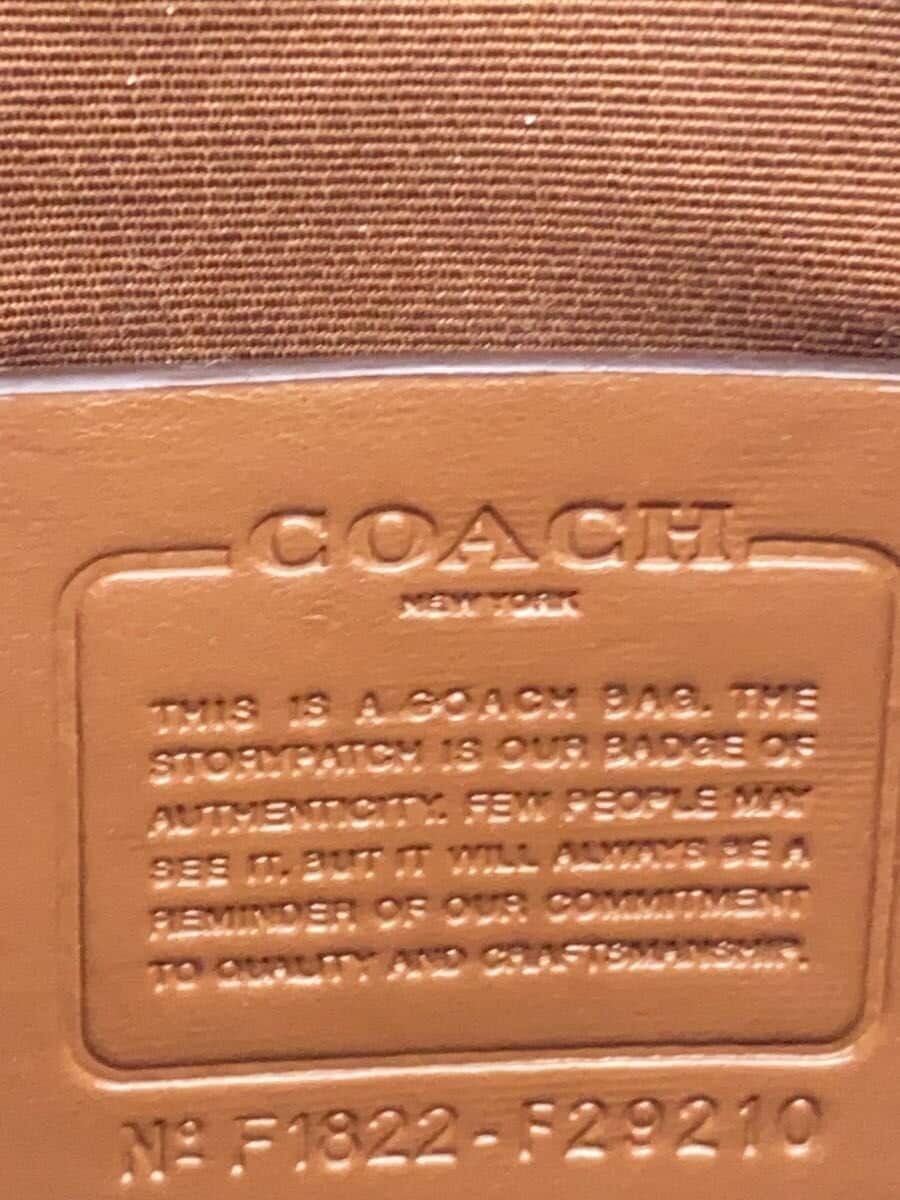 COACH
NEW YORK
THIS IS A COACH BAG. THE
STORYPATCH IS OUR BADGE OF
AUTHENTICITY. FEW PEOPLE MAY
SEE IT, BUT IT WILL ALWAYS BE A
REMINDER OF OUR COMMITMENT
TO QUALITY AND CRAFTSMANSHIP.
Nº F1822-F29210